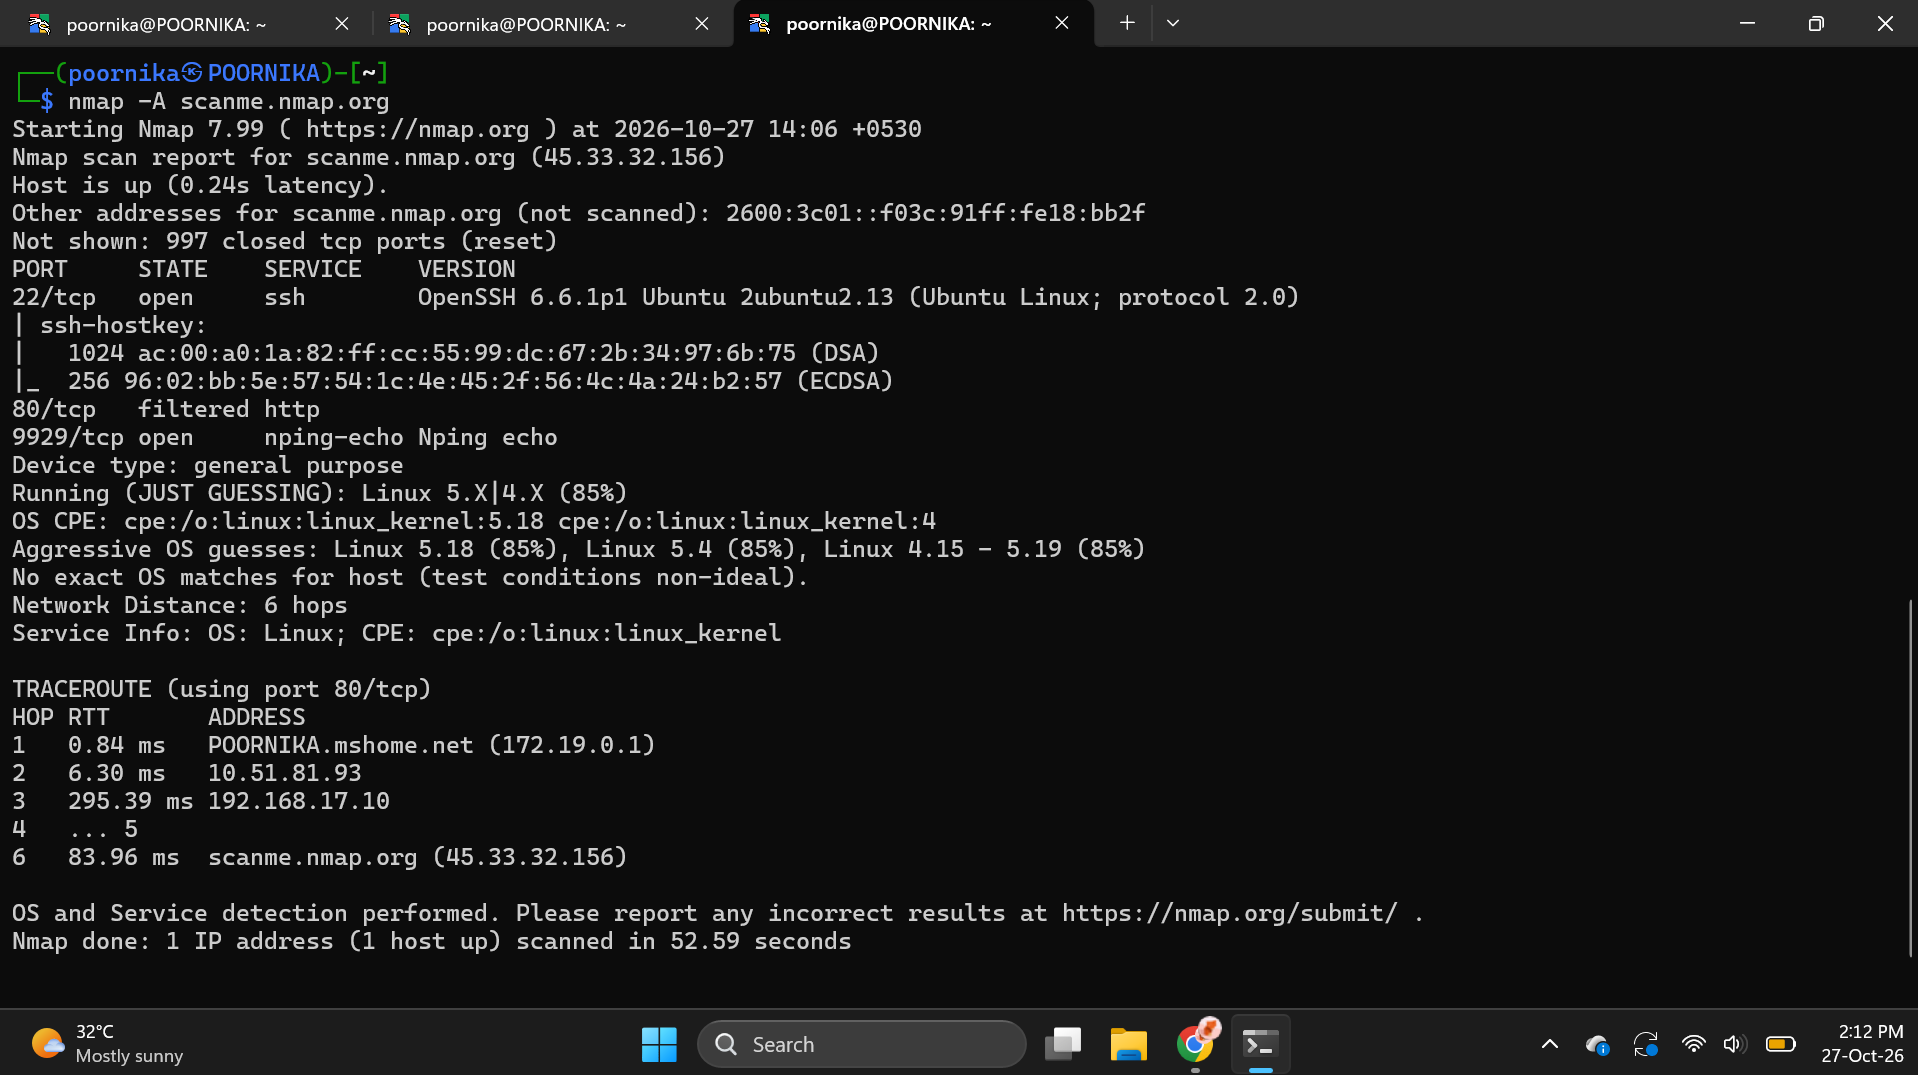 poornika@POORNIKA: ~
poornika@POORNIKA: ~
poornika@POORNIKA: ~
┌──(poornika㉿POORNIKA)-[~]
└─$ nmap -A scanme.nmap.org
Starting Nmap 7.99 ( https://nmap.org ) at 2026-10-27 14:06 +0530
Nmap scan report for scanme.nmap.org (45.33.32.156)
Host is up (0.24s latency).
Other addresses for scanme.nmap.org (not scanned): 2600:3c01::f03c:91ff:fe18:bb2f
Not shown: 997 closed tcp ports (reset)
PORT     STATE    SERVICE    VERSION
22/tcp   open     ssh        OpenSSH 6.6.1p1 Ubuntu 2ubuntu2.13 (Ubuntu Linux; protocol 2.0)
| ssh-hostkey:
|   1024 ac:00:a0:1a:82:ff:cc:55:99:dc:67:2b:34:97:6b:75 (DSA)
|_  256 96:02:bb:5e:57:54:1c:4e:45:2f:56:4c:4a:24:b2:57 (ECDSA)
80/tcp   filtered http
9929/tcp open     nping-echo Nping echo
Device type: general purpose
Running (JUST GUESSING): Linux 5.X|4.X (85%)
OS CPE: cpe:/o:linux:linux_kernel:5.18 cpe:/o:linux:linux_kernel:4
Aggressive OS guesses: Linux 5.18 (85%), Linux 5.4 (85%), Linux 4.15 - 5.19 (85%)
No exact OS matches for host (test conditions non-ideal).
Network Distance: 6 hops
Service Info: OS: Linux; CPE: cpe:/o:linux:linux_kernel
TRACEROUTE (using port 80/tcp)
HOP RTT       ADDRESS
1   0.84 ms   POORNIKA.mshome.net (172.19.0.1)
2   6.30 ms   10.51.81.93
3   295.39 ms 192.168.17.10
4   ... 5
6   83.96 ms  scanme.nmap.org (45.33.32.156)
OS and Service detection performed. Please report any incorrect results at https://nmap.org/submit/ .
Nmap done: 1 IP address (1 host up) scanned in 52.59 seconds
32°C
Mostly sunny
Search
2:12 PM
27-Oct-26